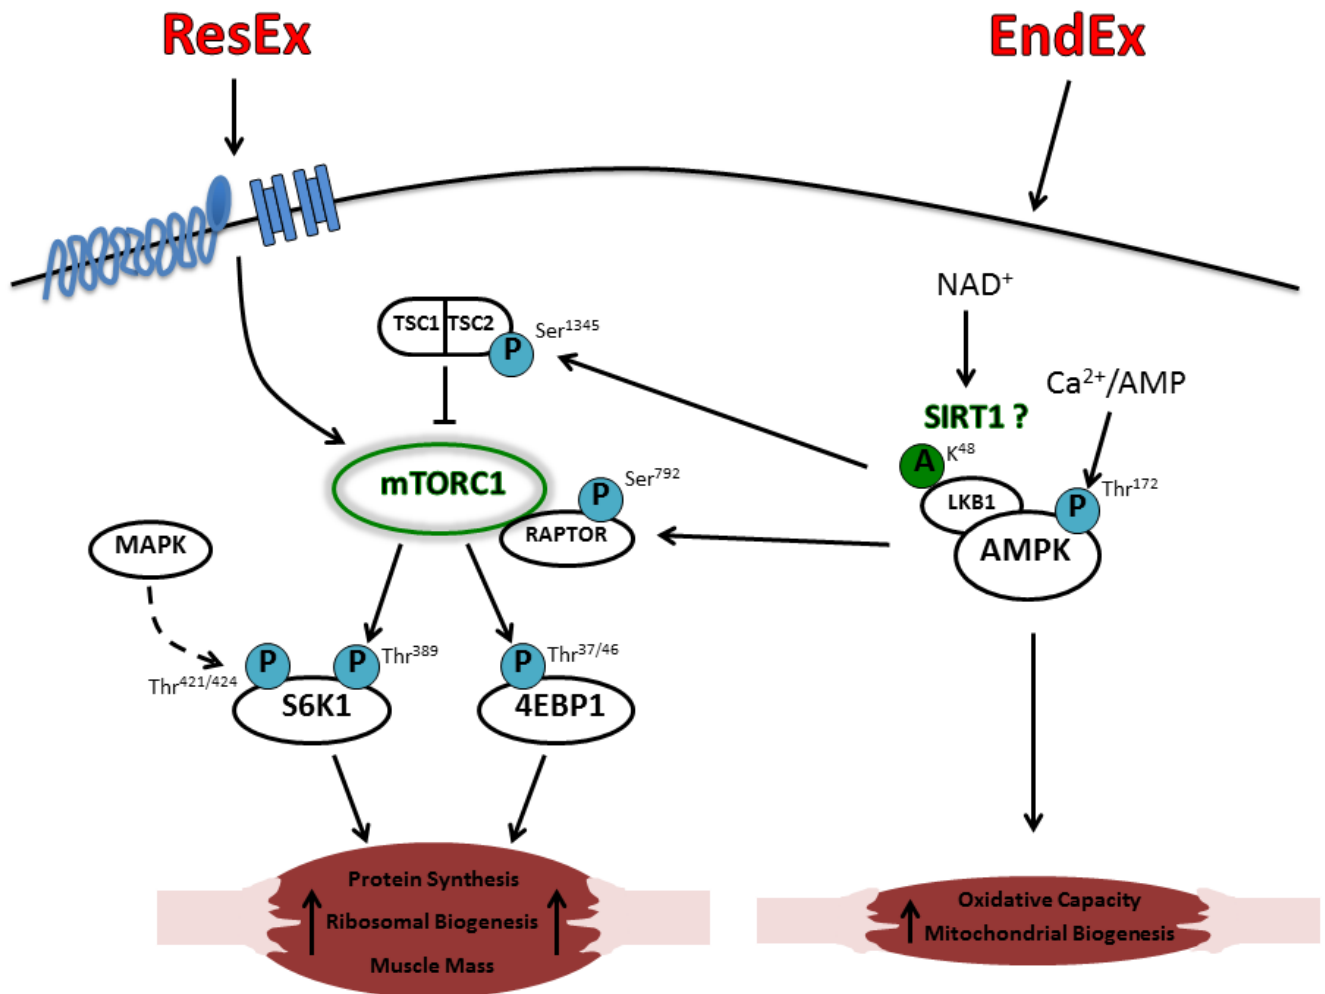 ResEx
EndEx
NAD⁺
TSC1 TSC2
P
Ser¹³⁴⁵
Ca²⁺/AMP
SIRT1 ?
A
K⁴⁸
mTORC1
P
Ser⁷⁹²
LKB1
P
Thr¹⁷²
RAPTOR
AMPK
MAPK
P
P
Thr³⁸⁹
P
Thr³⁷/⁴⁶
Thr⁴²¹/⁴²⁴
S6K1
4EBP1
Protein Synthesis
Ribosomal Biogenesis
Muscle Mass
Oxidative Capacity
Mitochondrial Biogenesis